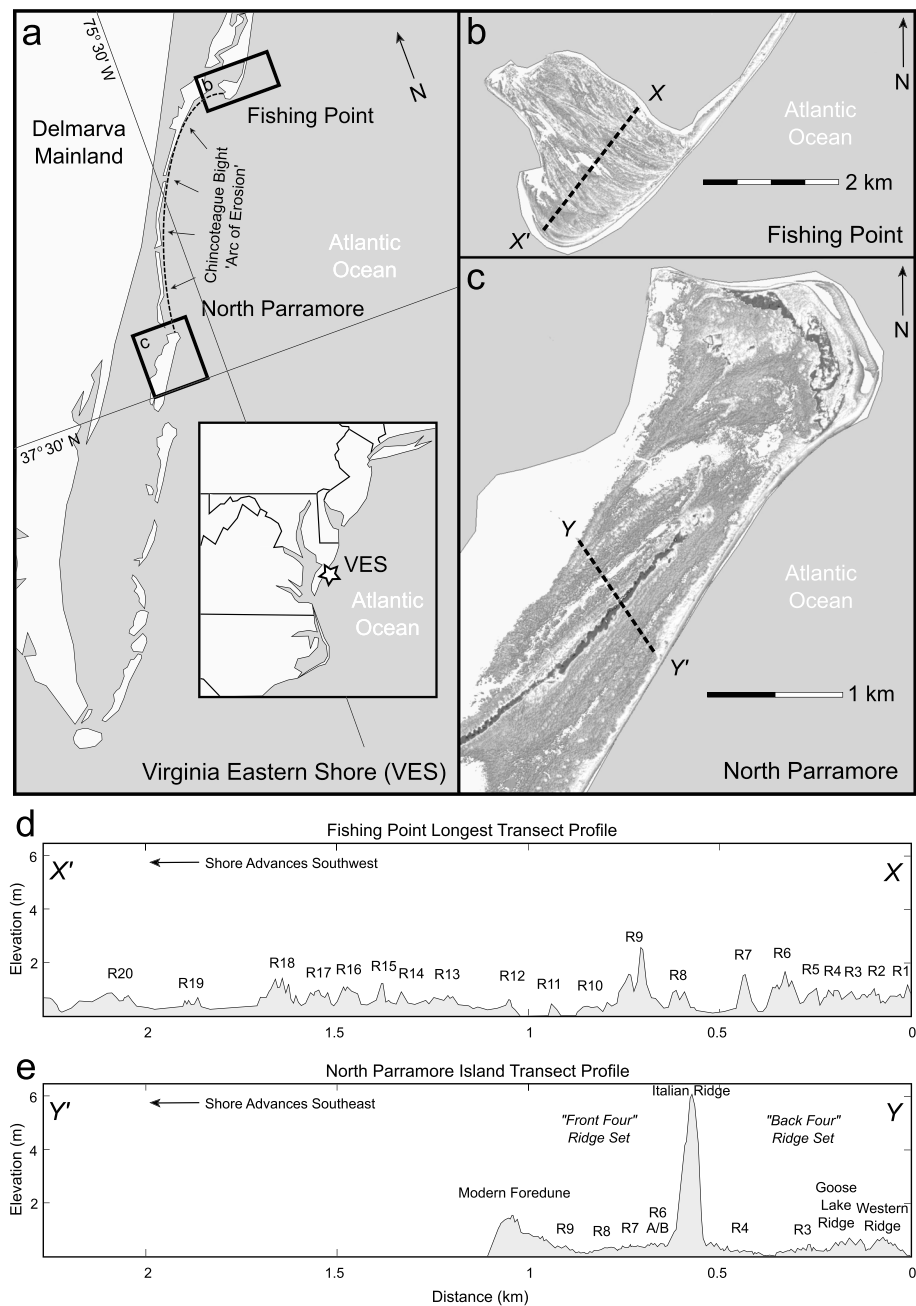 a
75° 30' W
b
N
Fishing Point
Delmarva
Mainland
Chincoteague Bight
'Arc of Erosion'
Atlantic
Ocean
North Parramore
c
37° 30' N
VES
Atlantic
Ocean
Virginia Eastern Shore (VES)
b
X
N
Atlantic
Ocean
2 km
X'
Fishing Point
c
N
Y
Atlantic
Ocean
Y'
1 km
North Parramore
d
Fishing Point Longest Transect Profile
6
X'
Shore Advances Southwest
X
Elevation (m)
4
2
R20
R19
R18
R17
R16
R15
R14
R13
R12
R11
R10
R9
R8
R7
R6
R5
R4
R3
R2
R1
2
1.5
1
0.5
0
e
North Parramore Island Transect Profile
6
Y'
Shore Advances Southeast
Italian Ridge
Y
"Front Four"
Ridge Set
"Back Four"
Ridge Set
Elevation (m)
4
2
Modern Foredune
R9
R8
R7
R6
A/B
R4
R3
Goose
Lake
Ridge
Western
Ridge
2
1.5
1
0.5
0
Distance (km)